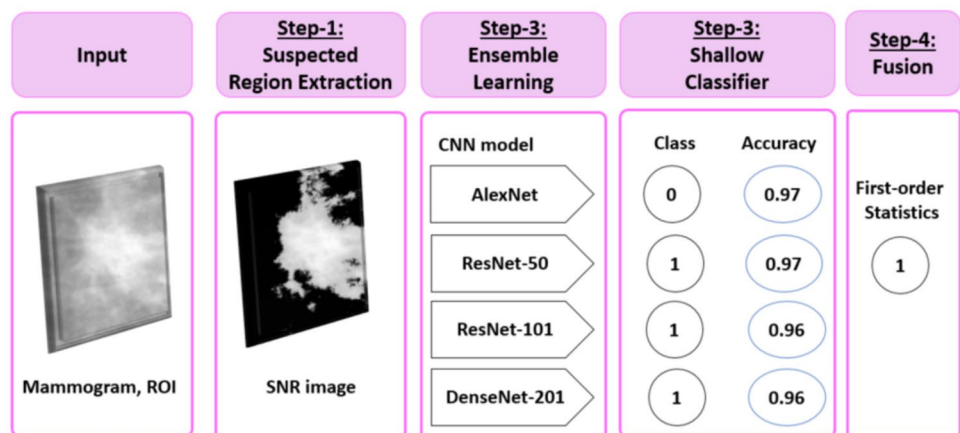 Input
Step-1:
Suspected
Region Extraction
Step-3:
Ensemble
Learning
Step-3:
Shallow
Classifier
Step-4:
Fusion
Mammogram, ROI
SNR image
CNN model
AlexNet
ResNet-50
ResNet-101
DenseNet-201
Class Accuracy
0 0.97
1 0.97
1 0.96
1 0.96
First-order
Statistics
1